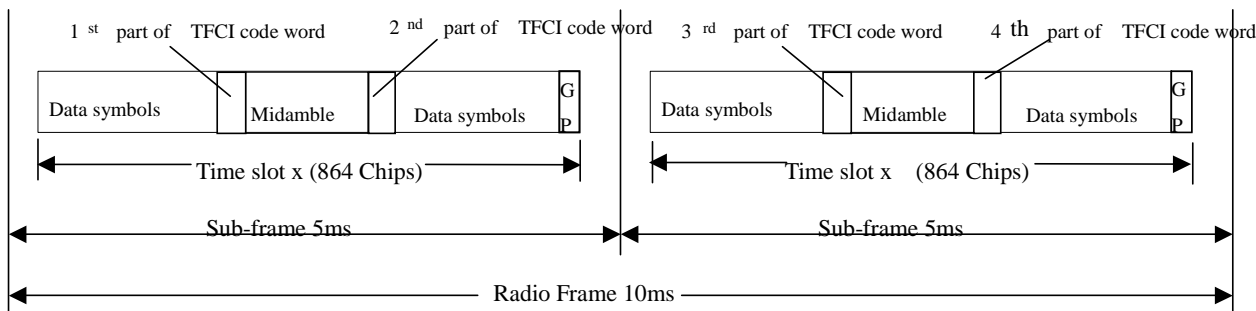 1 st part of TFCI code word
2 nd part of TFCI code word
3 rd part of TFCI code word
4 th part of TFCI code word
Data symbols
Midamble
Data symbols
G
P
Data symbols
Midamble
Data symbols
G
P
Time slot x (864 Chips)
Time slot x (864 Chips)
Sub-frame 5ms
Sub-frame 5ms
Radio Frame 10ms